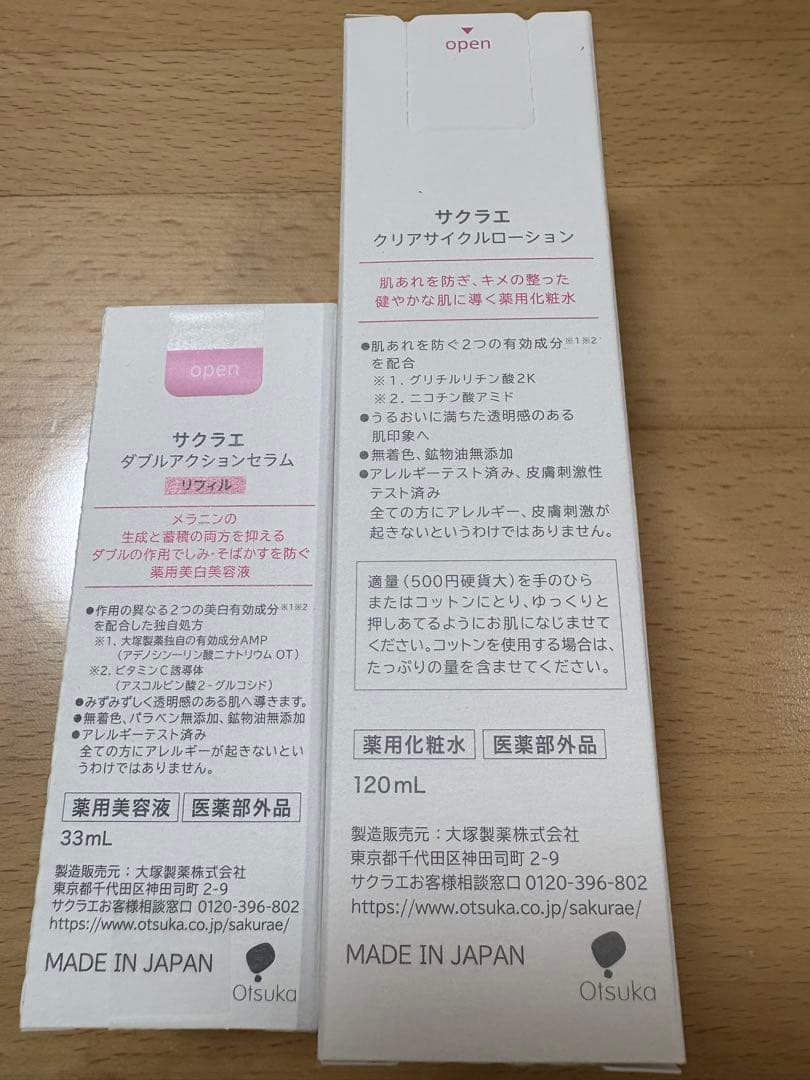 open
サクラエ
ダブルアクションセラム
リフィル
メラニンの
生成と蓄積の両方を抑える
ダブルの作用でしみ・そばかすを防ぐ
薬用美白美容液
●作用の異なる2つの美白有効成分※1※2
を配合した独自処方
※1. 大塚製薬独自の有効成分AMP
(アデノシン一リン酸二ナトリウム OT)
※2. ビタミンC誘導体
(アスコルビン酸2-グルコシド)
●みずみずしく透明感のある肌へ導きます。
●無着色、パラベン無添加、鉱物油無添加
●アレルギーテスト済み
全ての方にアレルギーが起きないとい
うわけではありません。
薬用美容液 医薬部外品
33mL
製造販売元：大塚製薬株式会社
東京都千代田区神田司町 2-9
サクラエお客様相談窓口 0120-396-802
https://www.otsuka.co.jp/sakurae/
MADE IN JAPAN
Otsuka
open
サクラエ
クリアサイクルローション
肌あれを防ぎ、キメの整った
健やかな肌に導く薬用化粧水
●肌あれを防ぐ2つの有効成分※1※2
を配合
※1. グリチルリチン酸2K
※2. ニコチン酸アミド
●うるおいに満ちた透明感のある
肌印象へ
●無着色、鉱物油無添加
●アレルギーテスト済み、皮膚刺激性
テスト済み
全ての方にアレルギー、皮膚刺激が
起きないというわけではありません。
適量（500円硬貨大）を手のひら
またはコットンにとり、ゆっくりと
押しあてるようにお肌になじませて
ください。コットンを使用する場合は、
たっぷりの量を含ませてください。
薬用化粧水 医薬部外品
120mL
製造販売元：大塚製薬株式会社
東京都千代田区神田司町 2-9
サクラエお客様相談窓口 0120-396-802
https://www.otsuka.co.jp/sakurae/
MADE IN JAPAN
Otsuka